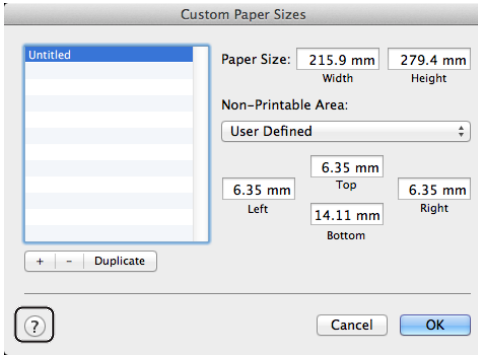 Custom Paper Sizes
Untitled
Paper Size: 215.9 mm 279.4 mm
Width Height
Non-Printable Area:
User Defined
6.35 mm
Top
6.35 mm 6.35 mm
Left Right
14.11 mm
Bottom
+ - Duplicate
? Cancel OK